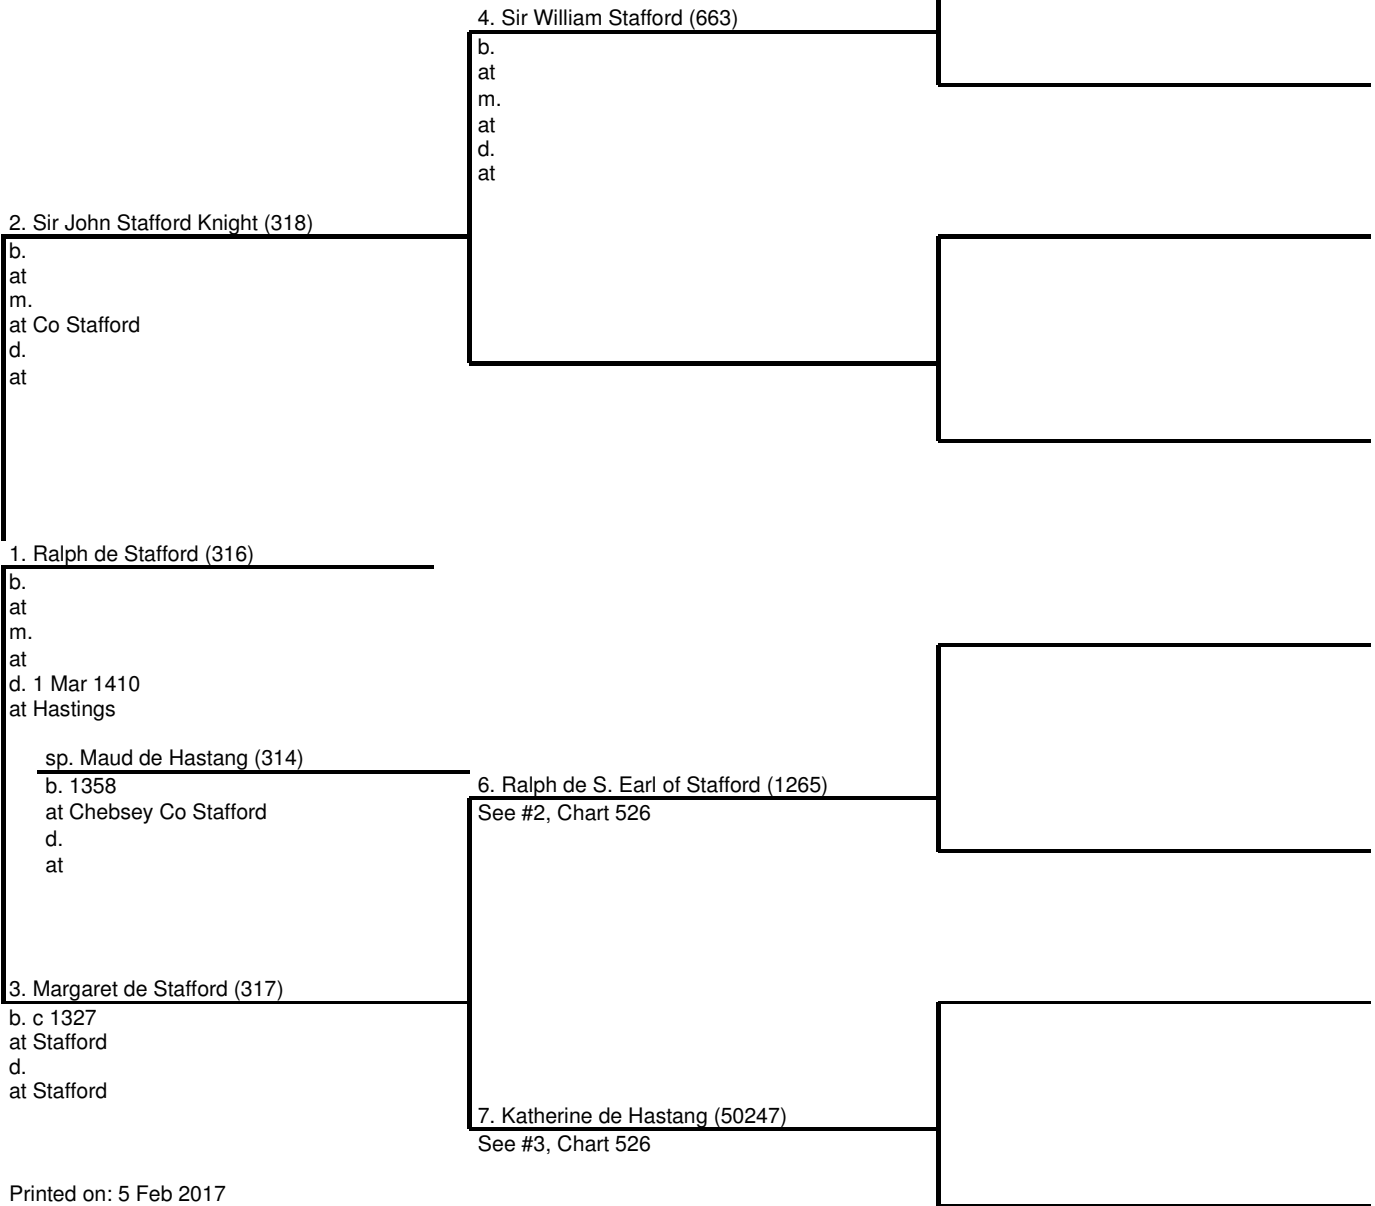 4. Sir William Stafford (663)
b.
at
m.
at
d.
at
2. Sir John Stafford Knight (318)
b.
at
m.
at Co Stafford
d.
at
1. Ralph de Stafford (316)
b.
at
m.
at
d. 1 Mar 1410
at Hastings
sp. Maud de Hastang (314)
b. 1358
at Chebsey Co Stafford
d.
at
6. Ralph de S. Earl of Stafford (1265)
See #2, Chart 526
3. Margaret de Stafford (317)
b. c 1327
at Stafford
d.
at Stafford
7. Katherine de Hastang (50247)
See #3, Chart 526
Printed on: 5 Feb 2017